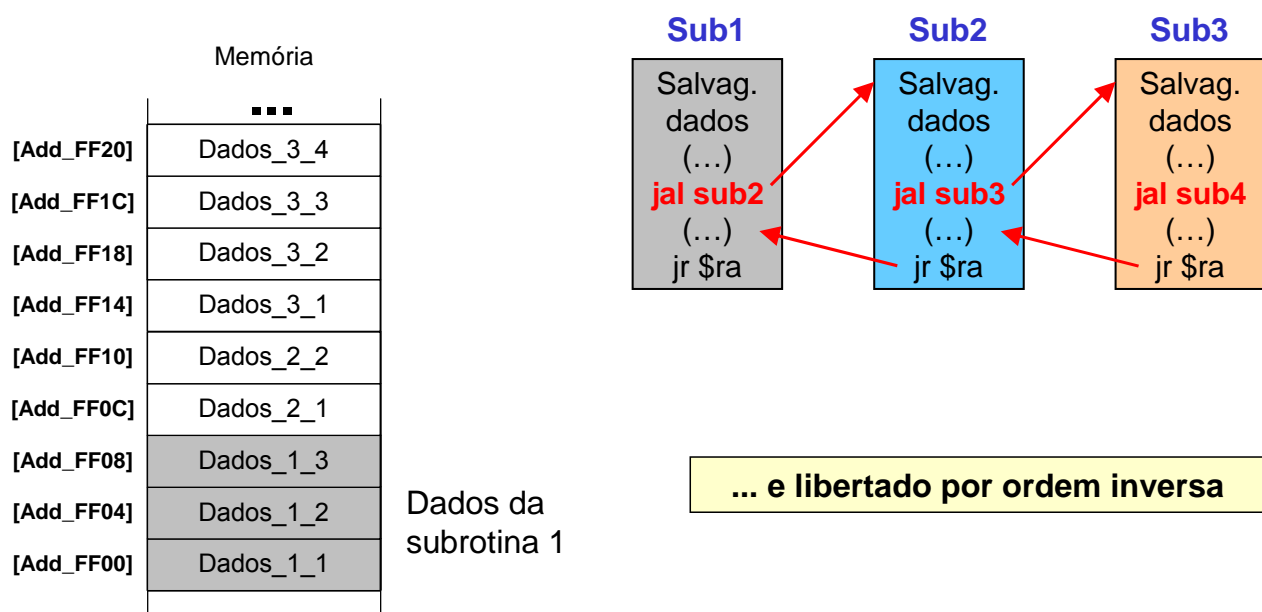 Memória
...
[Add_FF20] Dados_3_4
[Add_FF1C] Dados_3_3
[Add_FF18] Dados_3_2
[Add_FF14] Dados_3_1
[Add_FF10] Dados_2_2
[Add_FF0C] Dados_2_1
[Add_FF08] Dados_1_3
[Add_FF04] Dados_1_2
[Add_FF00] Dados_1_1
Dados da
subrotina 1
Sub1
Salvag.
dados
(…)
jal sub2
(…)
jr $ra
Sub2
Salvag.
dados
(…)
jal sub3
(…)
jr $ra
Sub3
Salvag.
dados
(…)
jal sub4
(…)
jr $ra
... e libertado por ordem inversa